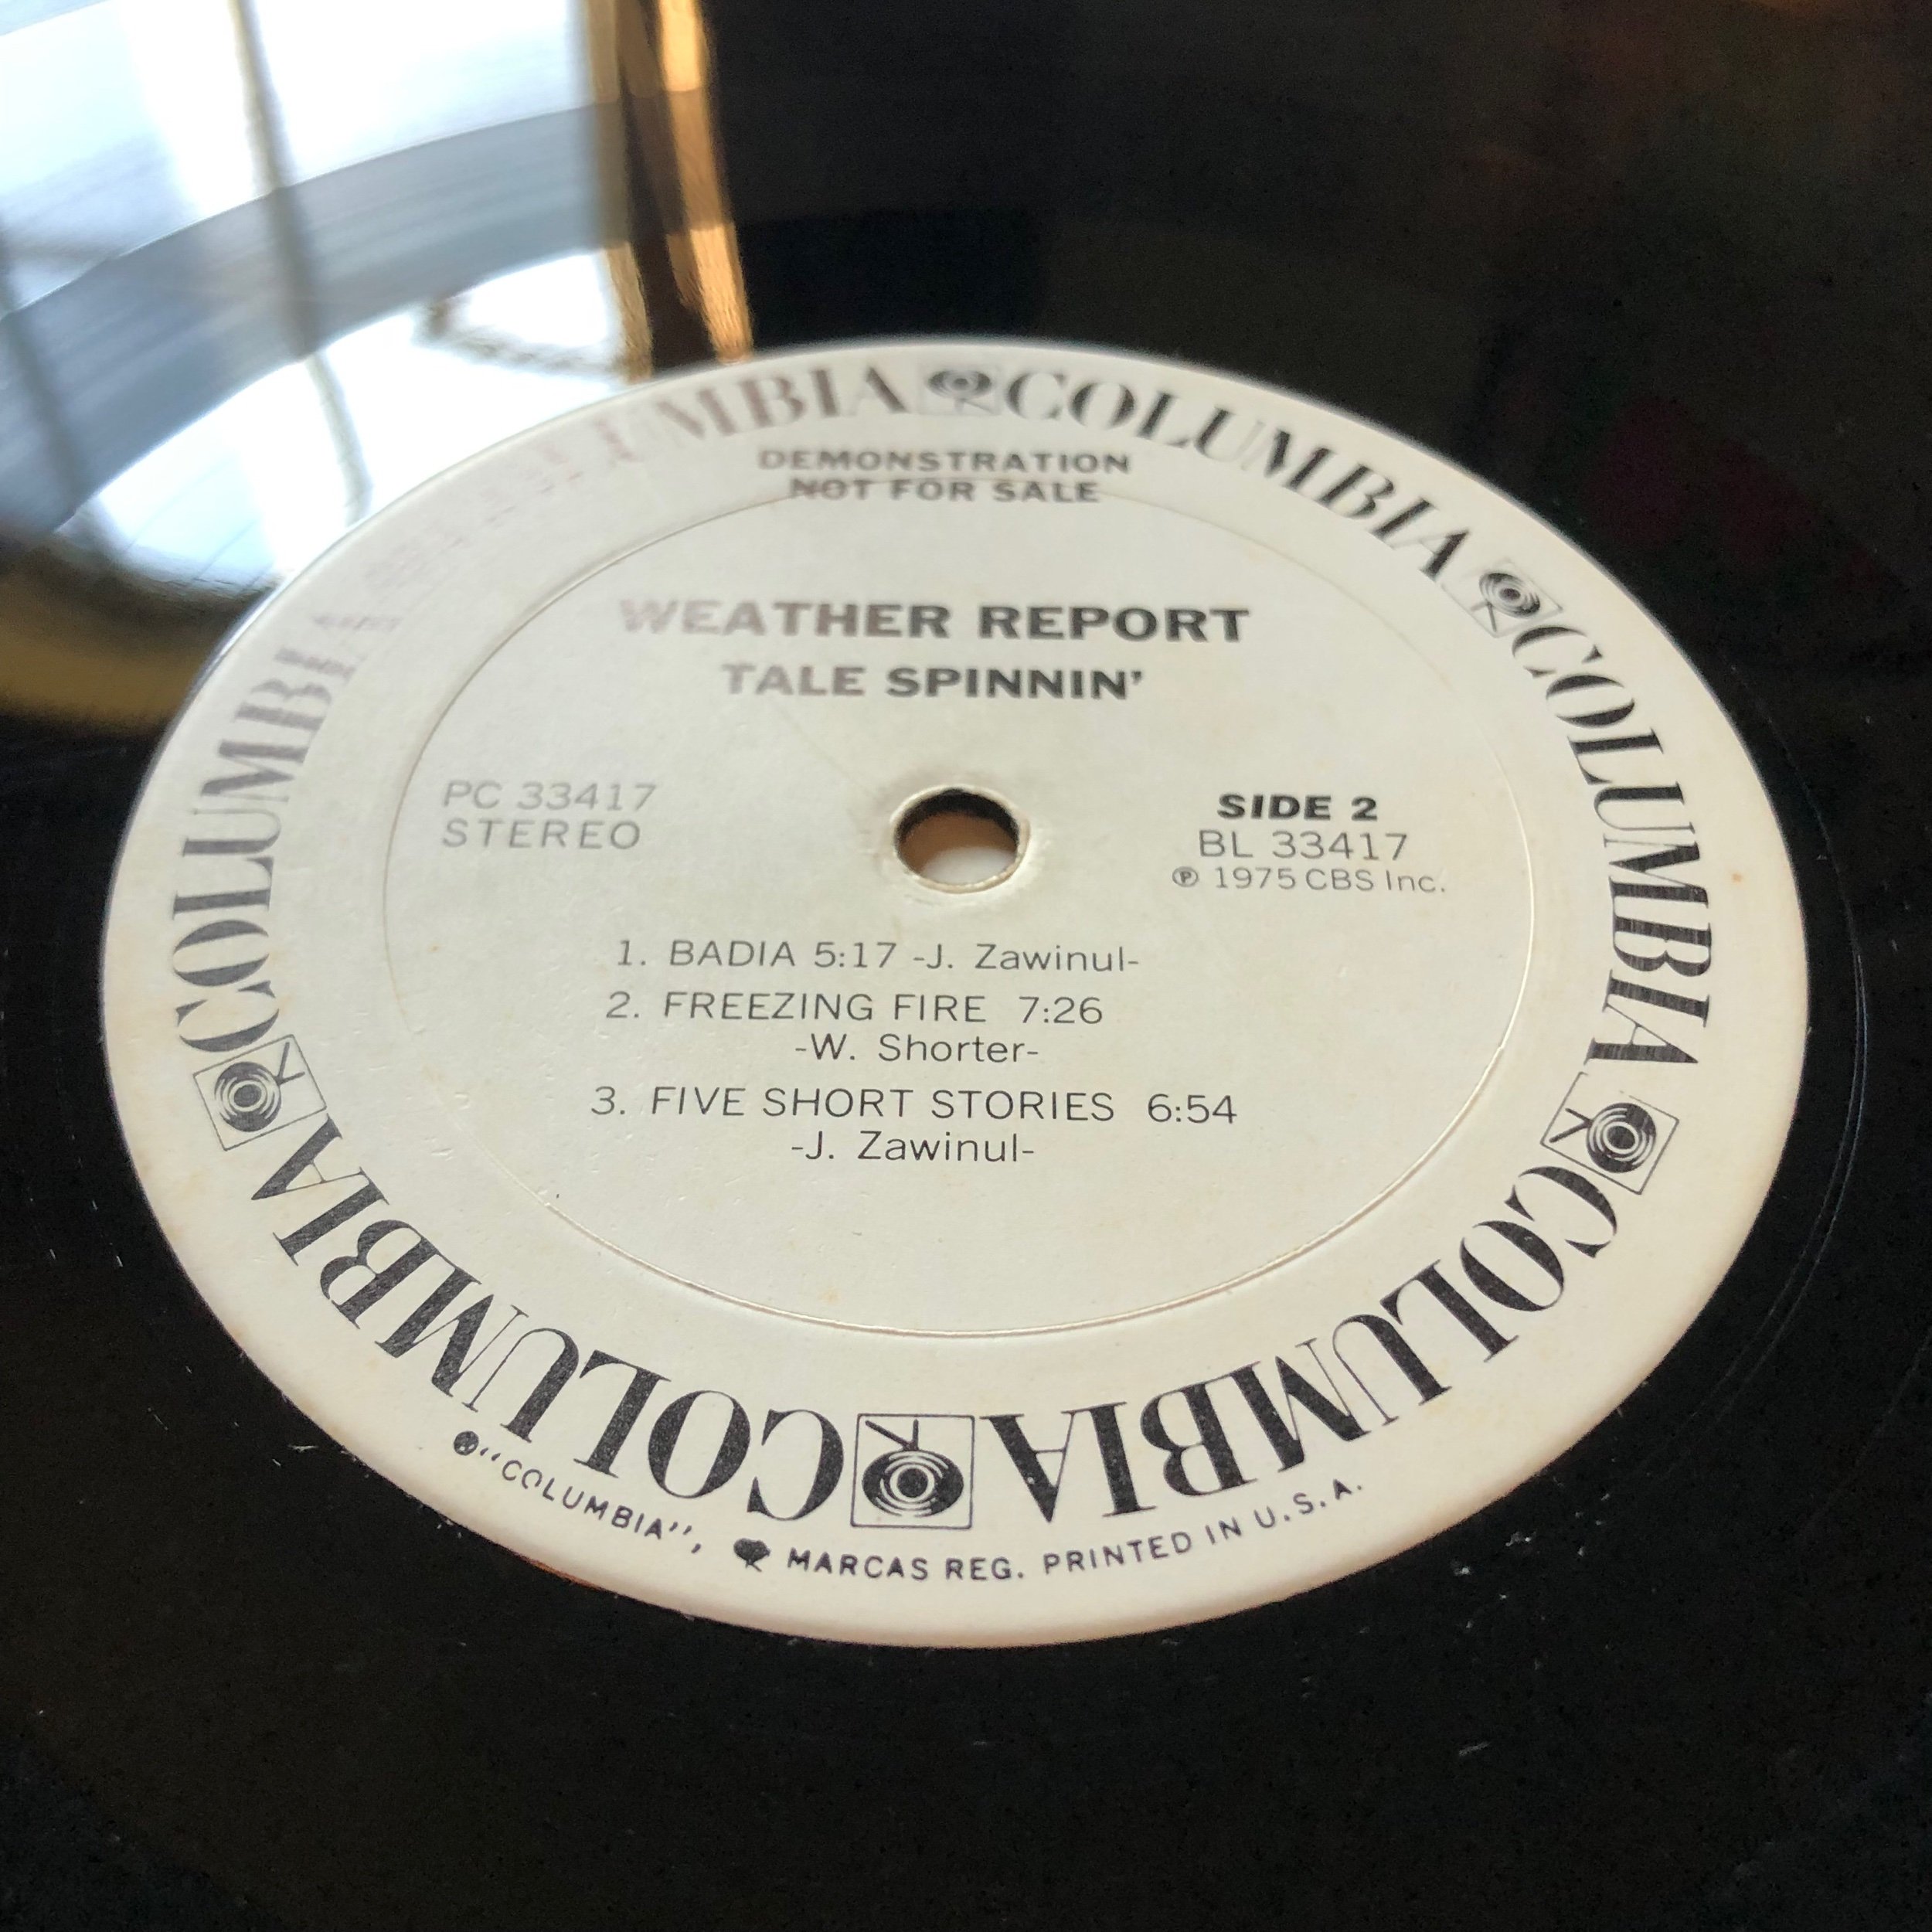 COLUMBIA COLUMBIA COLUMBIA COLUMBIA COLUMBIA COLUMBIA
DEMONSTRATION
NOT FOR SALE
WEATHER REPORT
TALE SPINNIN'
PC 33417
STEREO
SIDE 2
BL 33417
℗ 1975 CBS Inc.
1. BADIA 5:17 -J. Zawinul-
2. FREEZING FIRE 7:26
-W. Shorter-
3. FIVE SHORT STORIES 6:54
-J. Zawinul-
"COLUMBIA", MARCAS REG. PRINTED IN U.S.A.